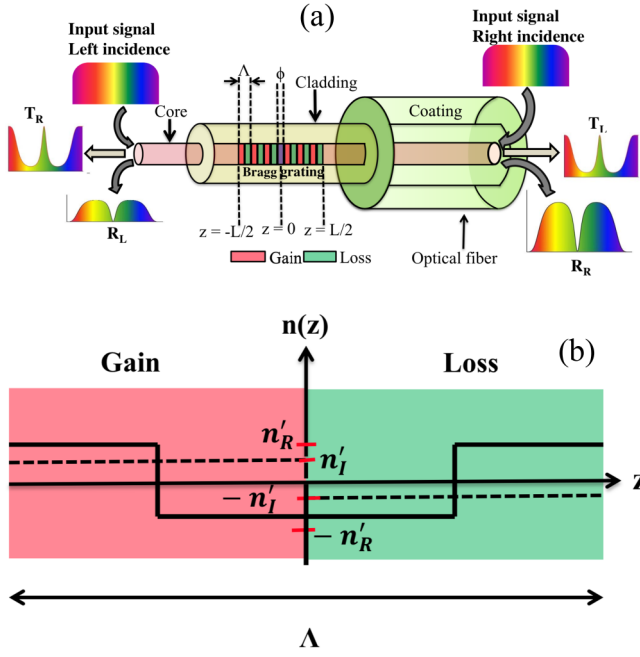 (a)
Input signal
Left incidence
Input signal
Right incidence
Λ
ϕ
Cladding
Core
Coating
T_R
T_L
Bragg grating
R_L
z = -L/2
z = 0
z = L/2
Gain
Loss
Optical fiber
R_R
n(z)
(b)
Gain
Loss
n′_R
n′_I
z
− n′_I
− n′_R
Λ